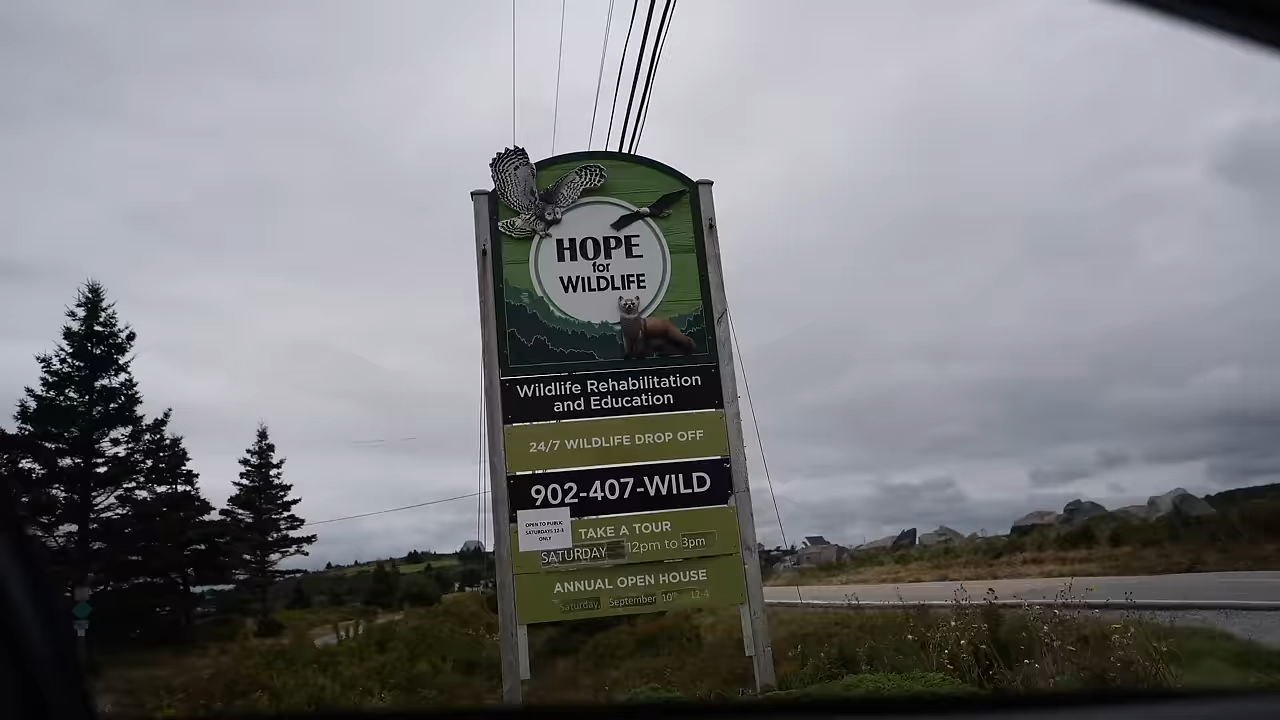 HOPE
for
WILDLIFE
Wildlife Rehabilitation
and Education
24/7 WILDLIFE DROP OFF
902-407-WILD
OPEN TO PUBLIC
SATURDAYS 12-3
ONLY
TAKE A TOUR
SATURDAY 12pm to 3pm
ANNUAL OPEN HOUSE
Saturday, September 10th 12-4